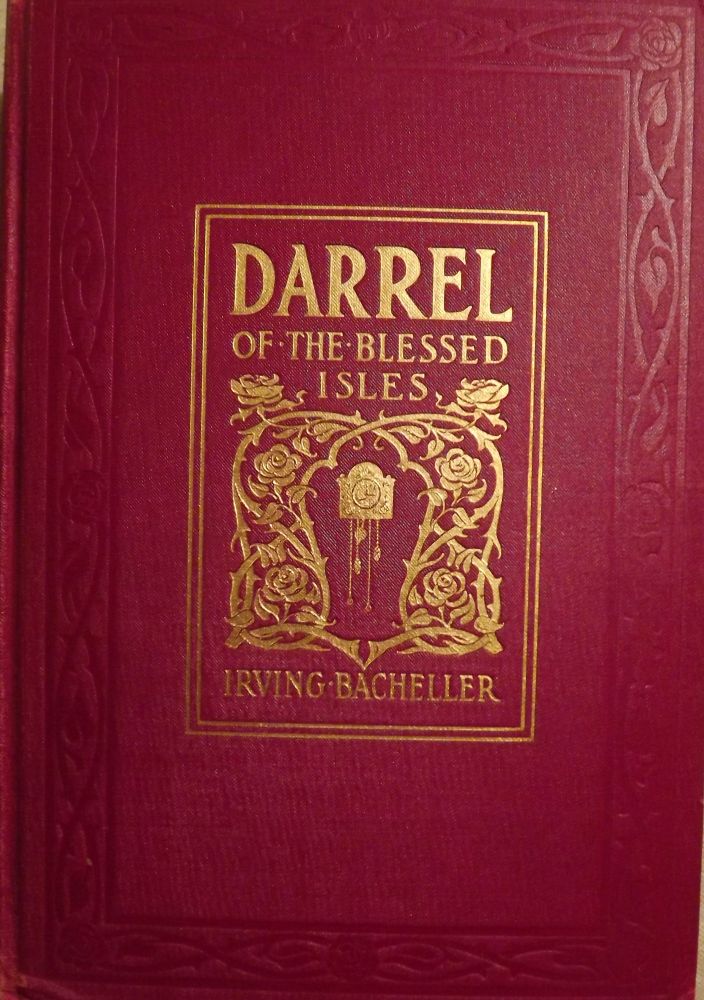 DARREL
OF·THE·BLESSED
ISLES
IRVING·BACHELLER